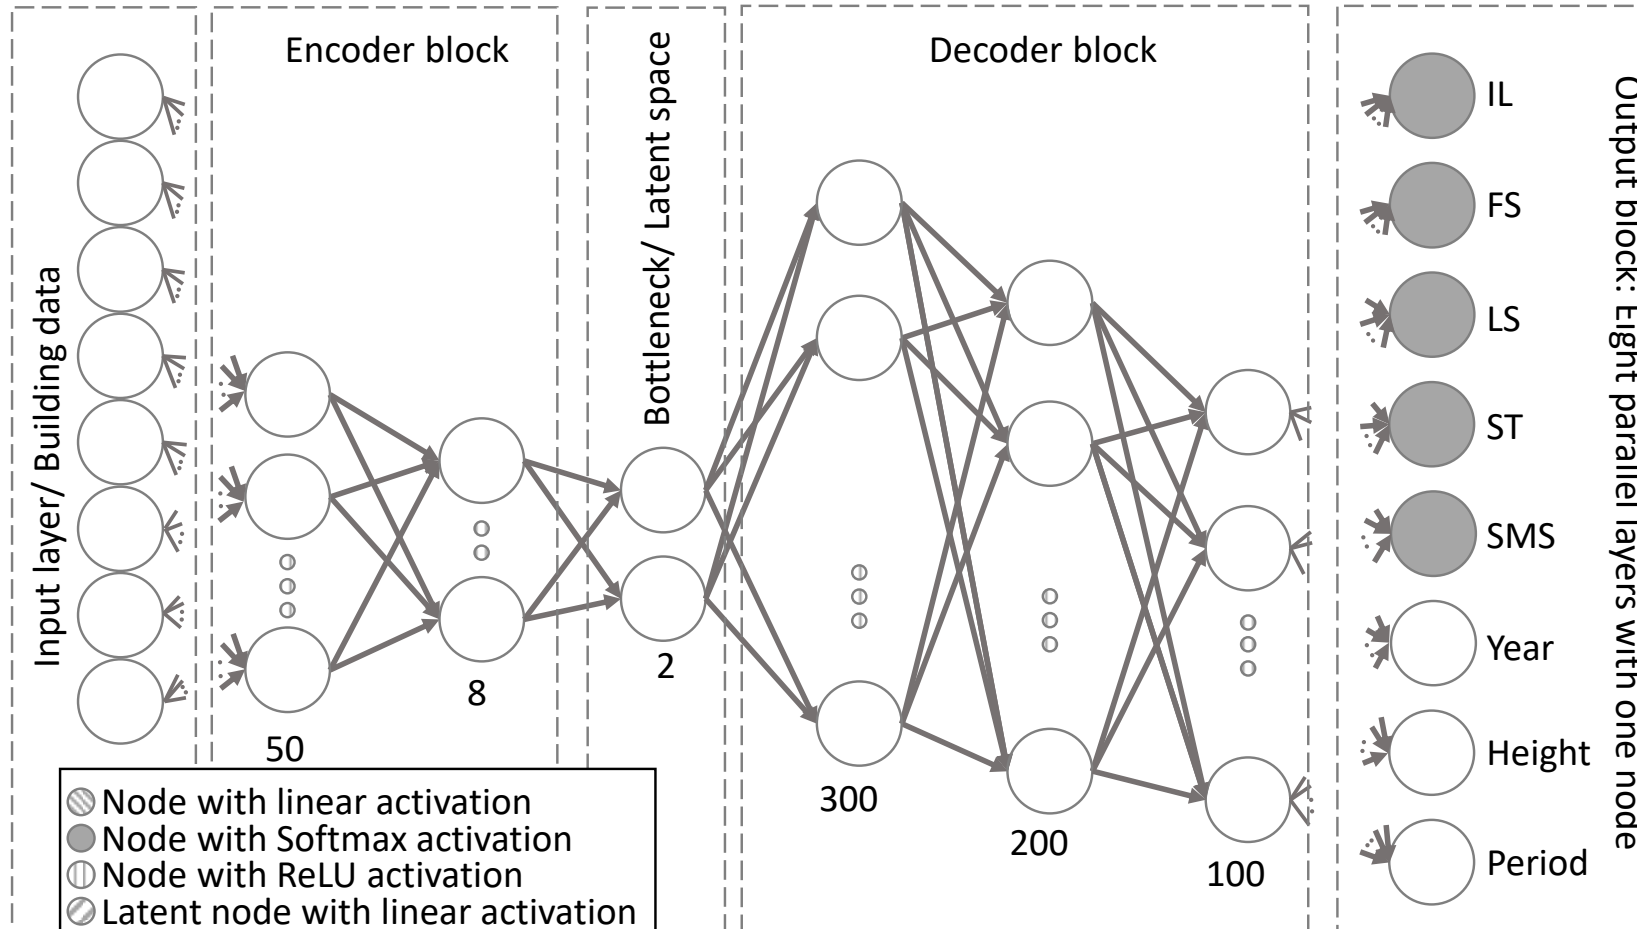 Encoder block
Decoder block
Input layer/ Building data
Bottleneck/ Latent space
Output block: Eight parallel layers with one node
IL
FS
LS
ST
SMS
Year
Height
Period
50
8
2
300
200
100
Node with linear activation
Node with Softmax activation
Node with ReLU activation
Latent node with linear activation